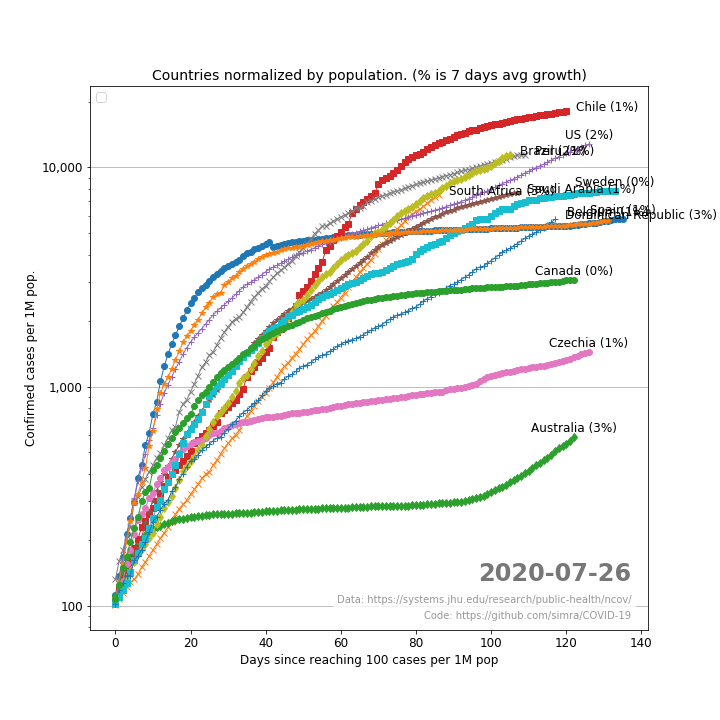 Countries normalized by population. (% is 7 days avg growth)
Chile (1%)
US (2%)
Brazil (2%)
Peru (1%)
Sweden (0%)
South Africa (3%)
Saudi Arabia (1%)
Spain (1%)
Dominican Republic (3%)
Canada (0%)
Czechia (1%)
Australia (3%)
10,000
1,000
100
Confirmed cases per 1M pop.
2020-07-26
Data: https://systems.jhu.edu/research/public-health/ncov/
Code: https://github.com/simra/COVID-19
0 20 40 60 80 100 120 140
Days since reaching 100 cases per 1M pop